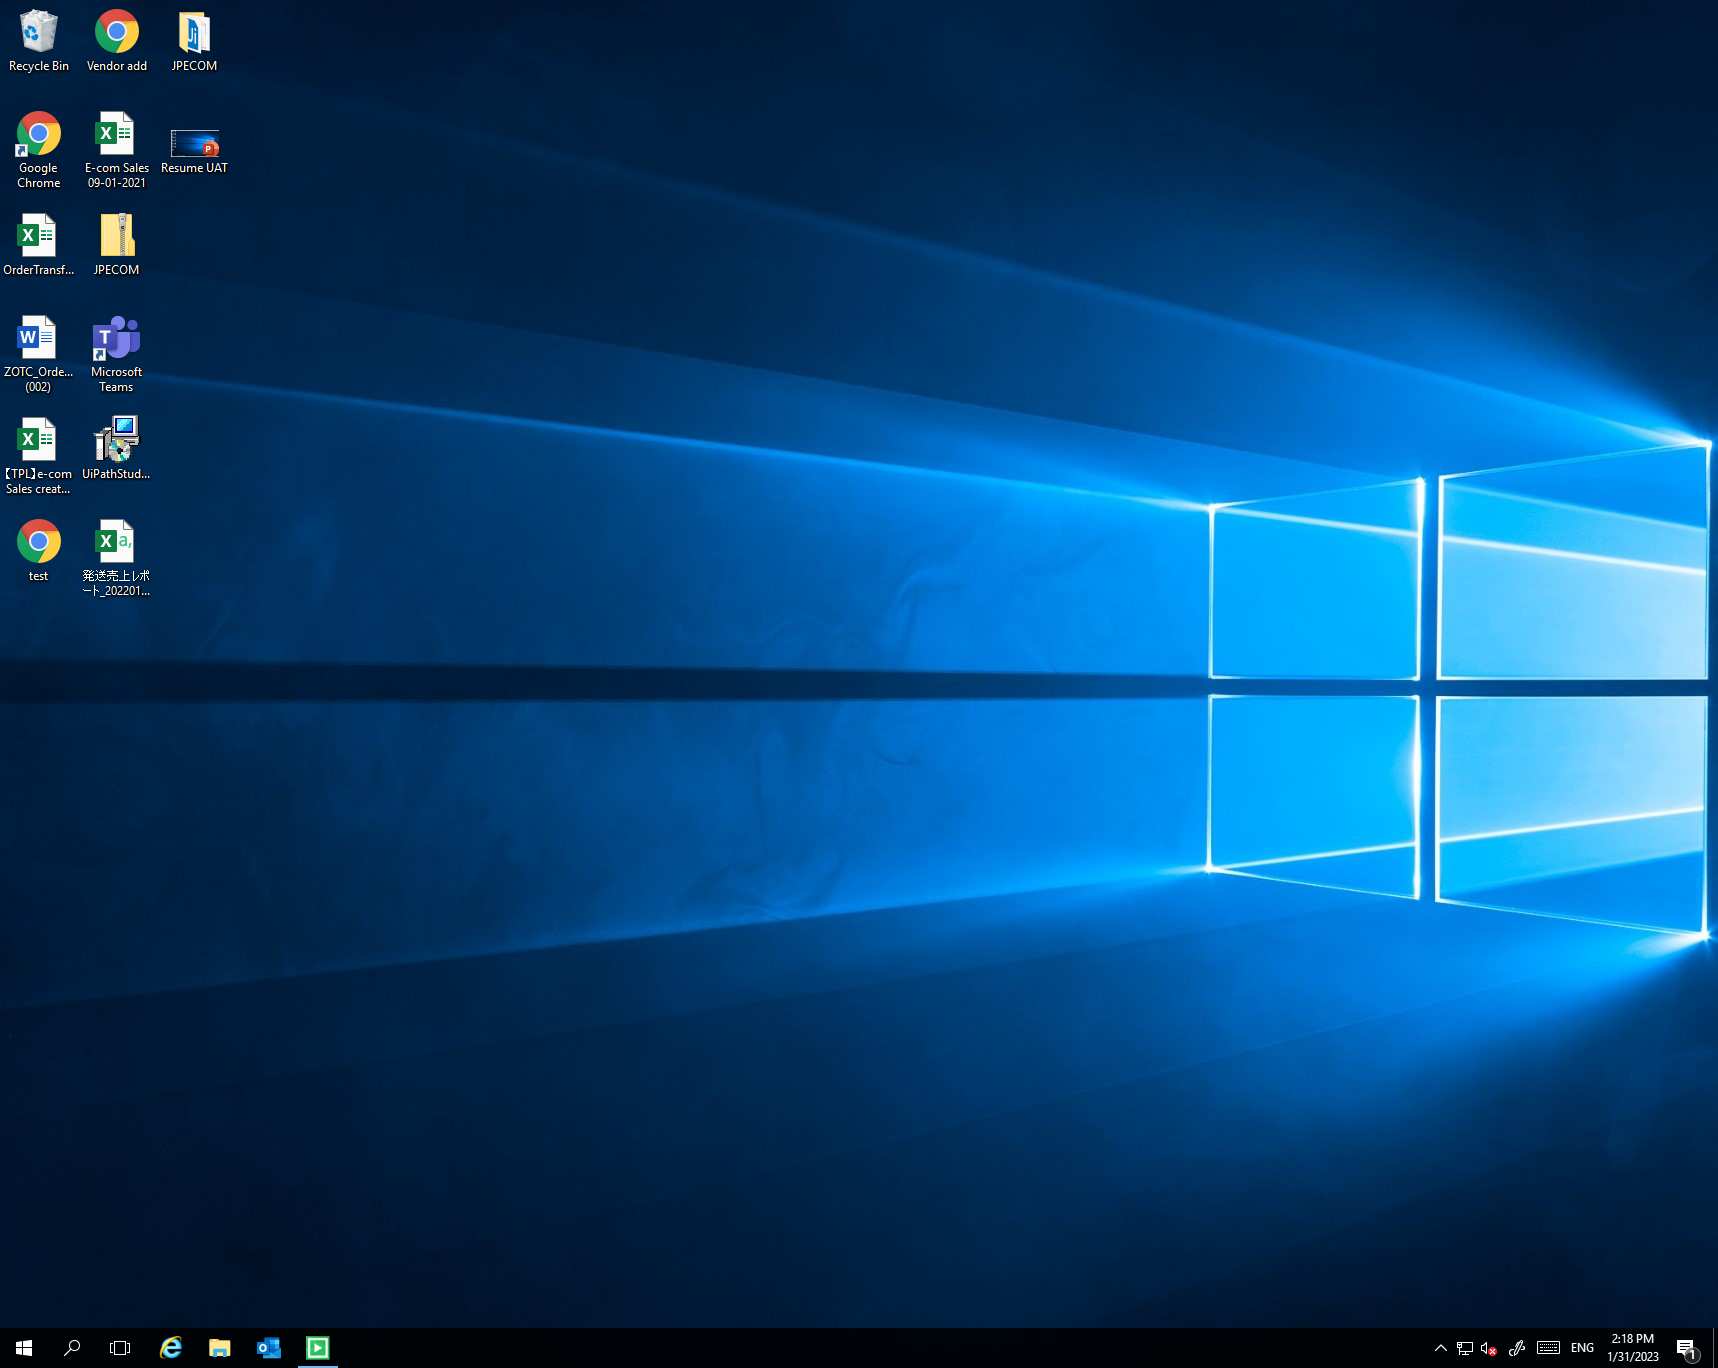 Recycle Bin
Vendor add
JPECOM
Google
Chrome
E-com Sales
09-01-2021
Resume UAT
OrderTransf...
JPECOM
ZOTC_Orde...
(002)
Microsoft
Teams
【TPL】e-com
Sales creat...
UiPathStud...
test
発送売上レポ
ート_202201...
ENG
2:18 PM
1/31/2023
1